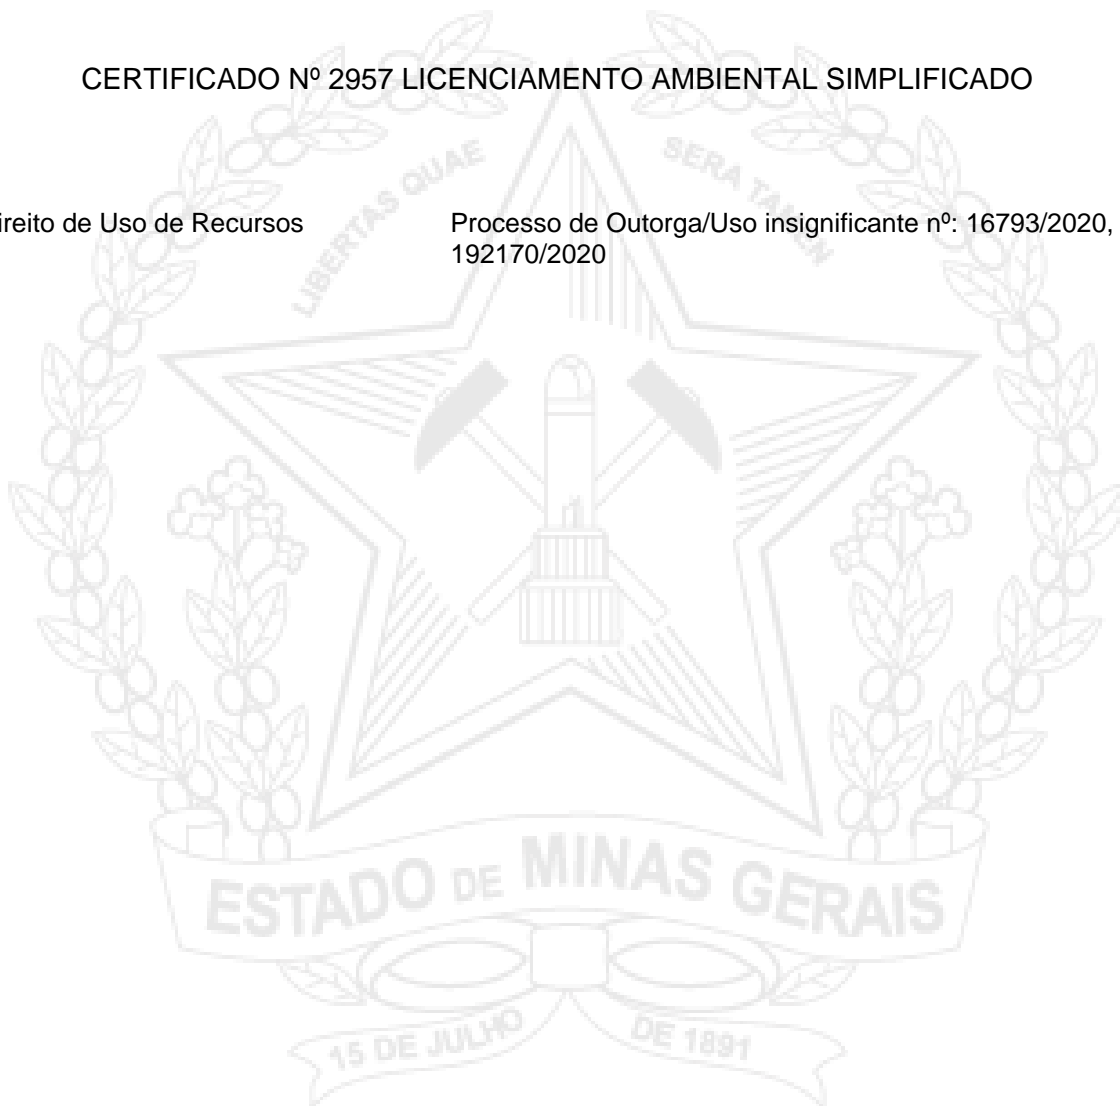 CERTIFICADO Nº 2957 LICENCIAMENTO AMBIENTAL SIMPLIFICADO
LIBERTAS QUAE SERA TAMEN
ireito de Uso de Recursos
Processo de Outorga/Uso insignificante nº: 16793/2020,
192170/2020
ESTADO DE MINAS GERAIS
15 DE JULHO DE 1891